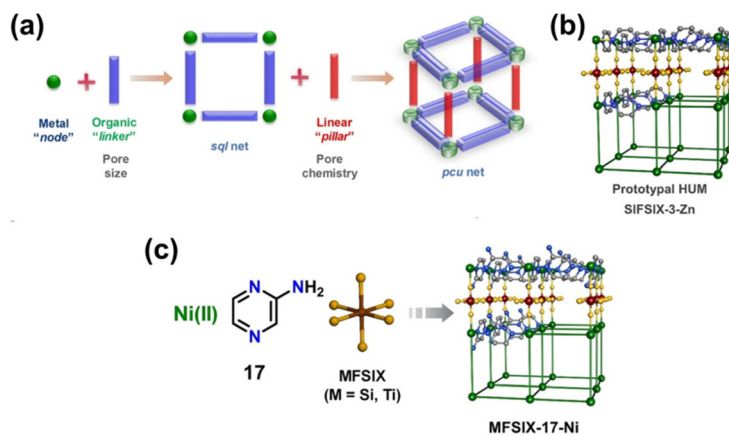 (a)
Metal
"node"
Organic
"linker"
Pore
size
sql net
Linear
"pillar"
Pore
chemistry
pcu net
(b)
Prototypal HUM
SIFSIX-3-Zn
(c)
Ni(II)
N
N
NH2
17
MFSIX
(M = Si, Ti)
MFSIX-17-Ni